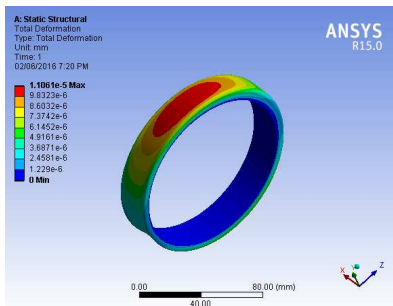 A: Static Structural
Total Deformation
Type: Total Deformation
Unit: mm
Time: 1
02/06/2016 7:20 PM
1.1061e-5 Max
9.8323e-6
8.6032e-6
7.3742e-6
6.1452e-6
4.9161e-6
3.6871e-6
2.4581e-6
1.229e-6
0 Min
ANSYS
R15.0
0.00
80.00 (mm)
40.00
X
Y
Z